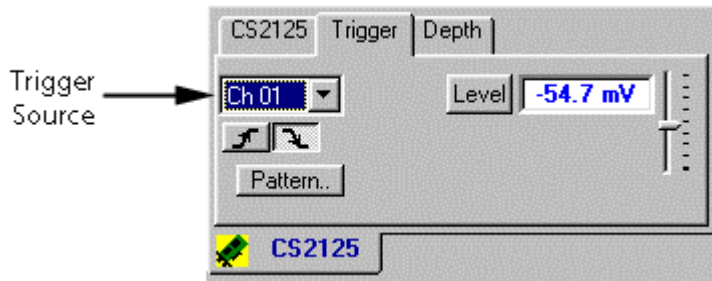 CS2125 Trigger Depth
Trigger
Source
Ch 01
Level -54.7 mV
Pattern..
CS2125